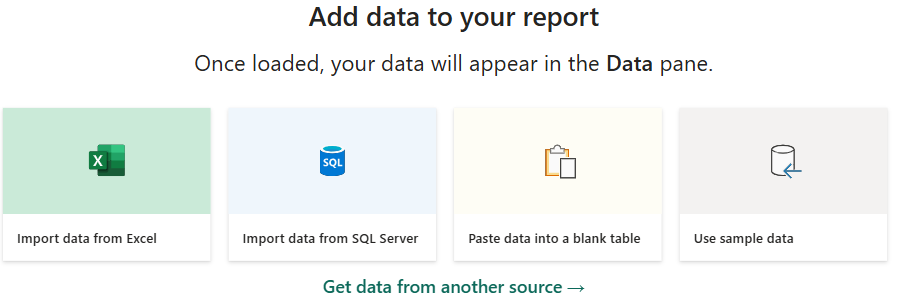 Add data to your report
Once loaded, your data will appear in the Data pane.
X
SQL
Import data from Excel
Import data from SQL Server
Paste data into a blank table
Use sample data
Get data from another source →